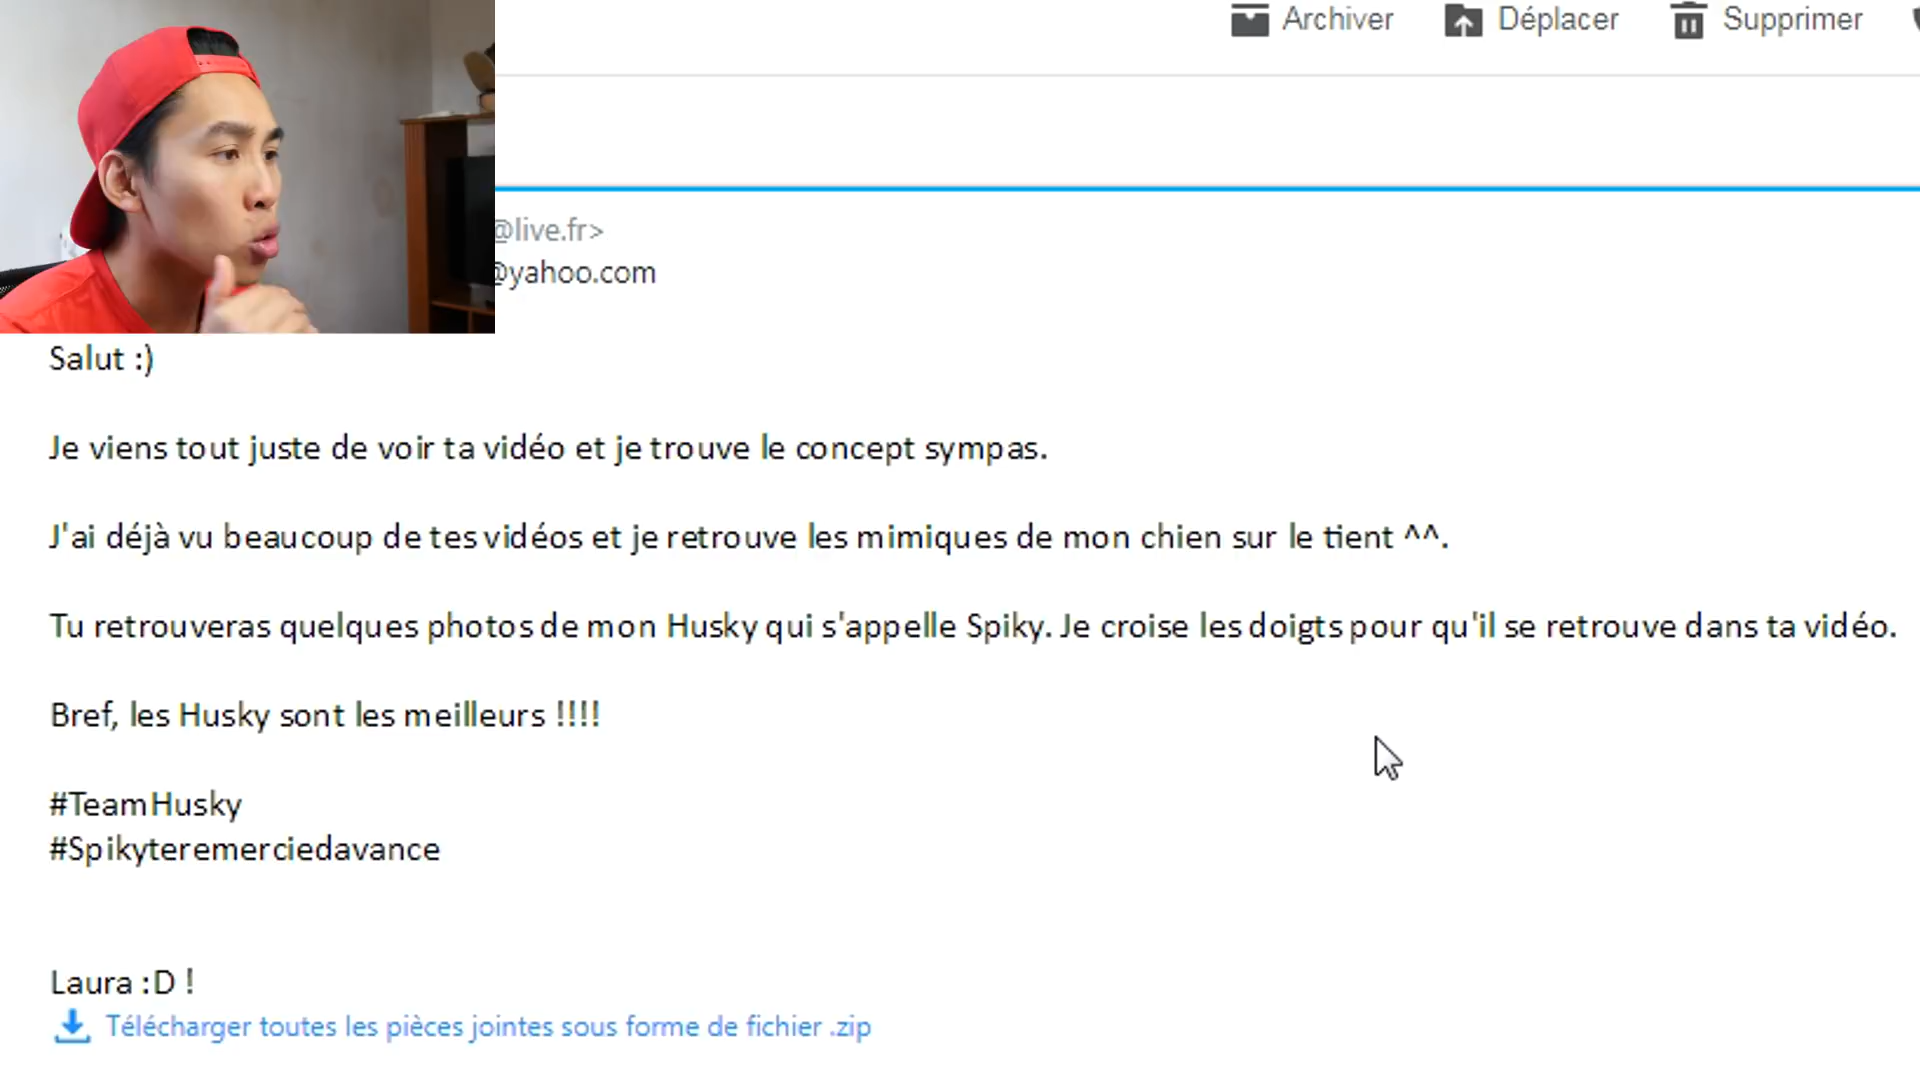 Archiver
Déplacer
Supprimer
@live.fr>
@yahoo.com
Salut :)
Je viens tout juste de voir ta vidéo et je trouve le concept sympas.
J'ai déjà vu beaucoup de tes vidéos et je retrouve les mimiques de mon chien sur le tient ^^.
Tu retrouveras quelques photos de mon Husky qui s'appelle Spiky. Je croise les doigts pour qu'il se retrouve dans ta vidéo.
Bref, les Husky sont les meilleurs !!!!
#TeamHusky
#Spikyteremerciedavance
Laura :D !
Télécharger toutes les pièces jointes sous forme de fichier .zip